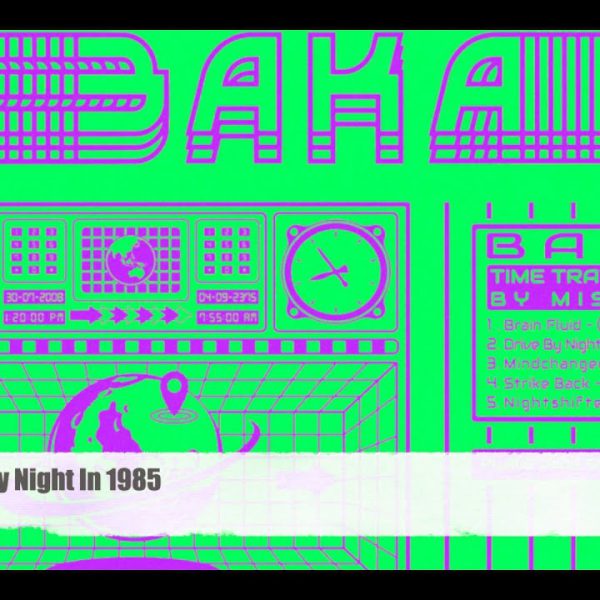 BAKA
30-07-2008
1:20:00 PM
04-09-2375
7:55:00 AM
BA
TIME TRA
BY MIS
1. Brain Fluid -
2. Drive By Night
3. Mindchanger
4. Strike Back -
5. Nightshifte
y Night In 1985